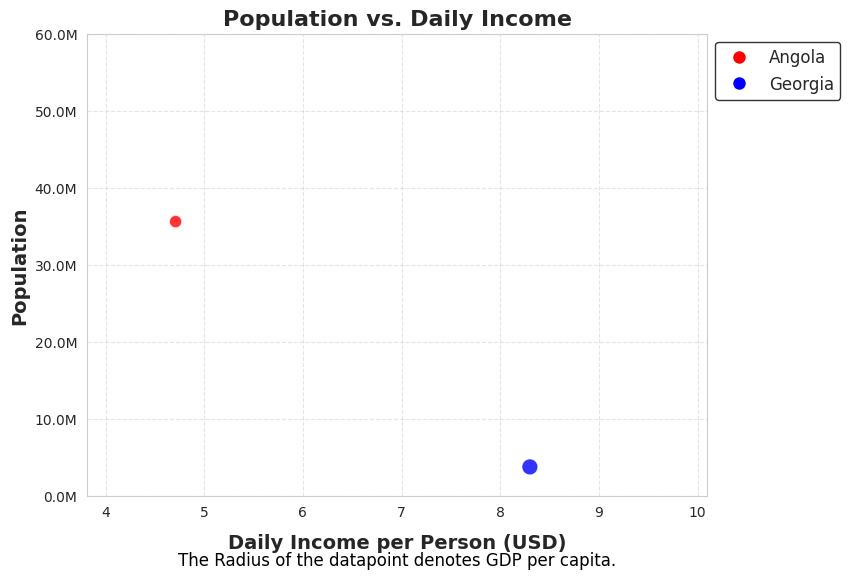 Population vs. Daily Income
60.0M
50.0M
40.0M
30.0M
20.0M
10.0M
0.0M
Population
4 5 6 7 8 9 10
Daily Income per Person (USD)
The Radius of the datapoint denotes GDP per capita.
Angola
Georgia